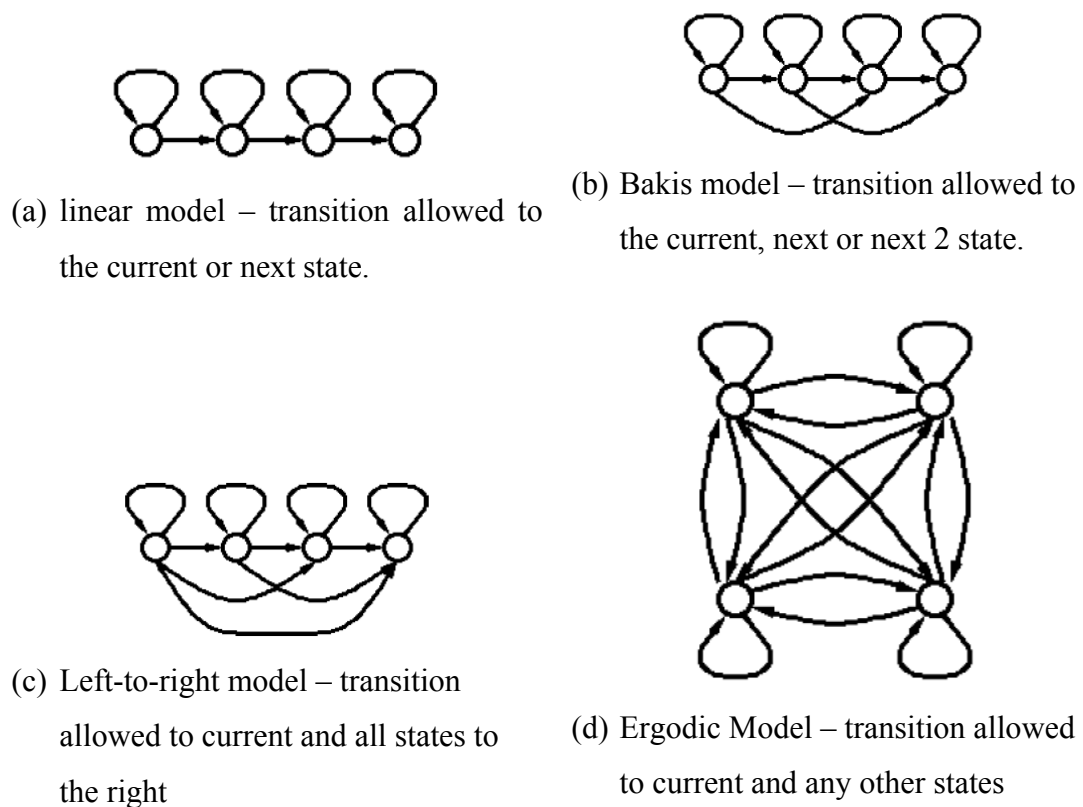 (a) linear model – transition allowed to
the current or next state.
(b) Bakis model – transition allowed to
the current, next or next 2 state.
(c) Left-to-right model – transition
allowed to current and all states to
the right
(d) Ergodic Model – transition allowed
to current and any other states